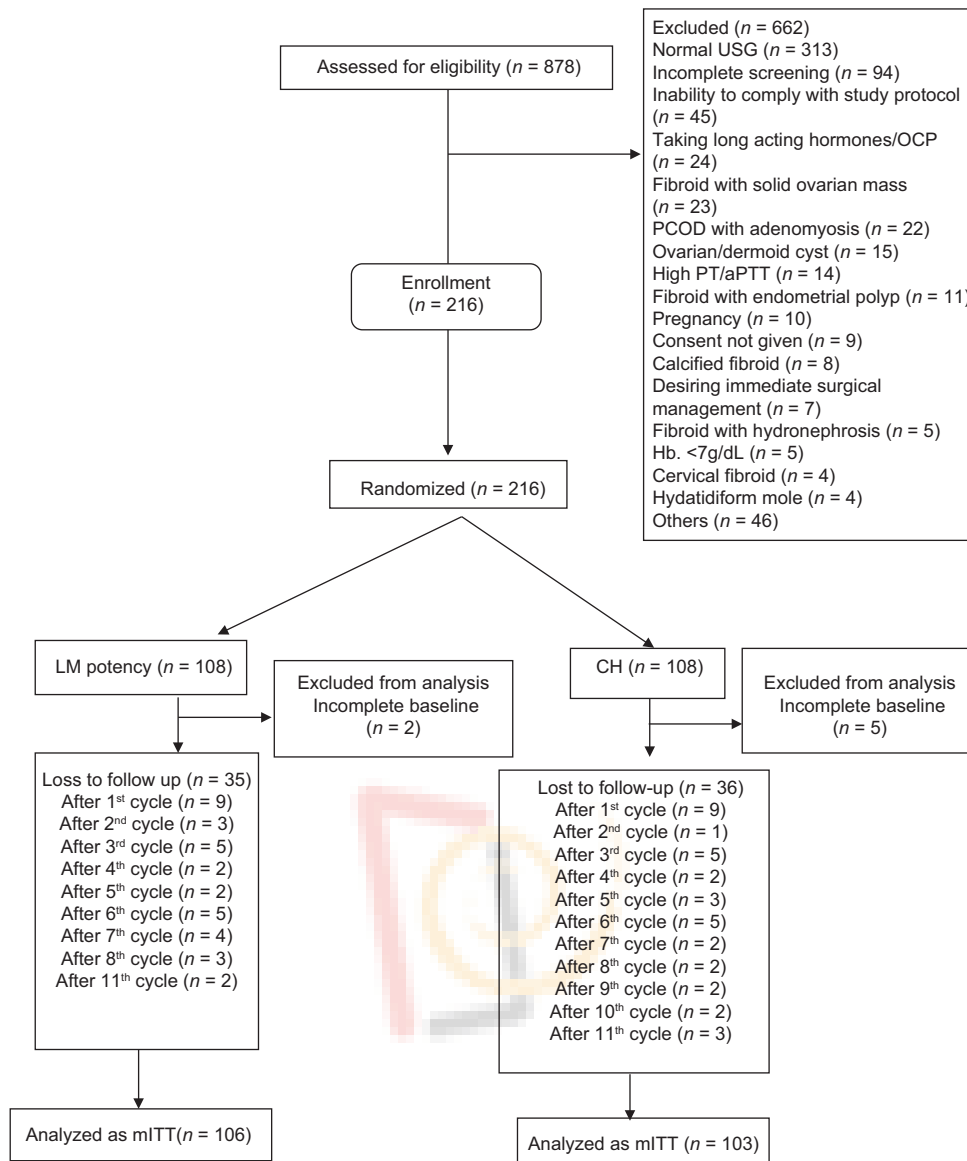 Assessed for eligibility (n = 878)
Excluded (n = 662)
Normal USG (n = 313)
Incomplete screening (n = 94)
Inability to comply with study protocol
(n = 45)
Taking long acting hormones/OCP
(n = 24)
Fibroid with solid ovarian mass
(n = 23)
PCOD with adenomyosis (n = 22)
Ovarian/dermoid cyst (n = 15)
High PT/aPTT (n = 14)
Fibroid with endometrial polyp (n = 11)
Pregnancy (n = 10)
Consent not given (n = 9)
Calcified fibroid (n = 8)
Desiring immediate surgical
management (n = 7)
Fibroid with hydronephrosis (n = 5)
Hb. <7g/dL (n = 5)
Cervical fibroid (n = 4)
Hydatidiform mole (n = 4)
Others (n = 46)
Enrollment
(n = 216)
Randomized (n = 216)
LM potency (n = 108)
Excluded from analysis
Incomplete baseline
(n = 2)
Loss to follow up (n = 35)
After 1st cycle (n = 9)
After 2nd cycle (n = 3)
After 3rd cycle (n = 5)
After 4th cycle (n = 2)
After 5th cycle (n = 2)
After 6th cycle (n = 5)
After 7th cycle (n = 4)
After 8th cycle (n = 3)
After 11th cycle (n = 2)
Analyzed as mITT(n = 106)
CH (n = 108)
Excluded from analysis
Incomplete baseline
(n = 5)
Lost to follow-up (n = 36)
After 1st cycle (n = 9)
After 2nd cycle (n = 1)
After 3rd cycle (n = 5)
After 4th cycle (n = 2)
After 5th cycle (n = 3)
After 6th cycle (n = 5)
After 7th cycle (n = 2)
After 8th cycle (n = 2)
After 9th cycle (n = 2)
After 10th cycle (n = 2)
After 11th cycle (n = 3)
Analyzed as mITT (n = 103)